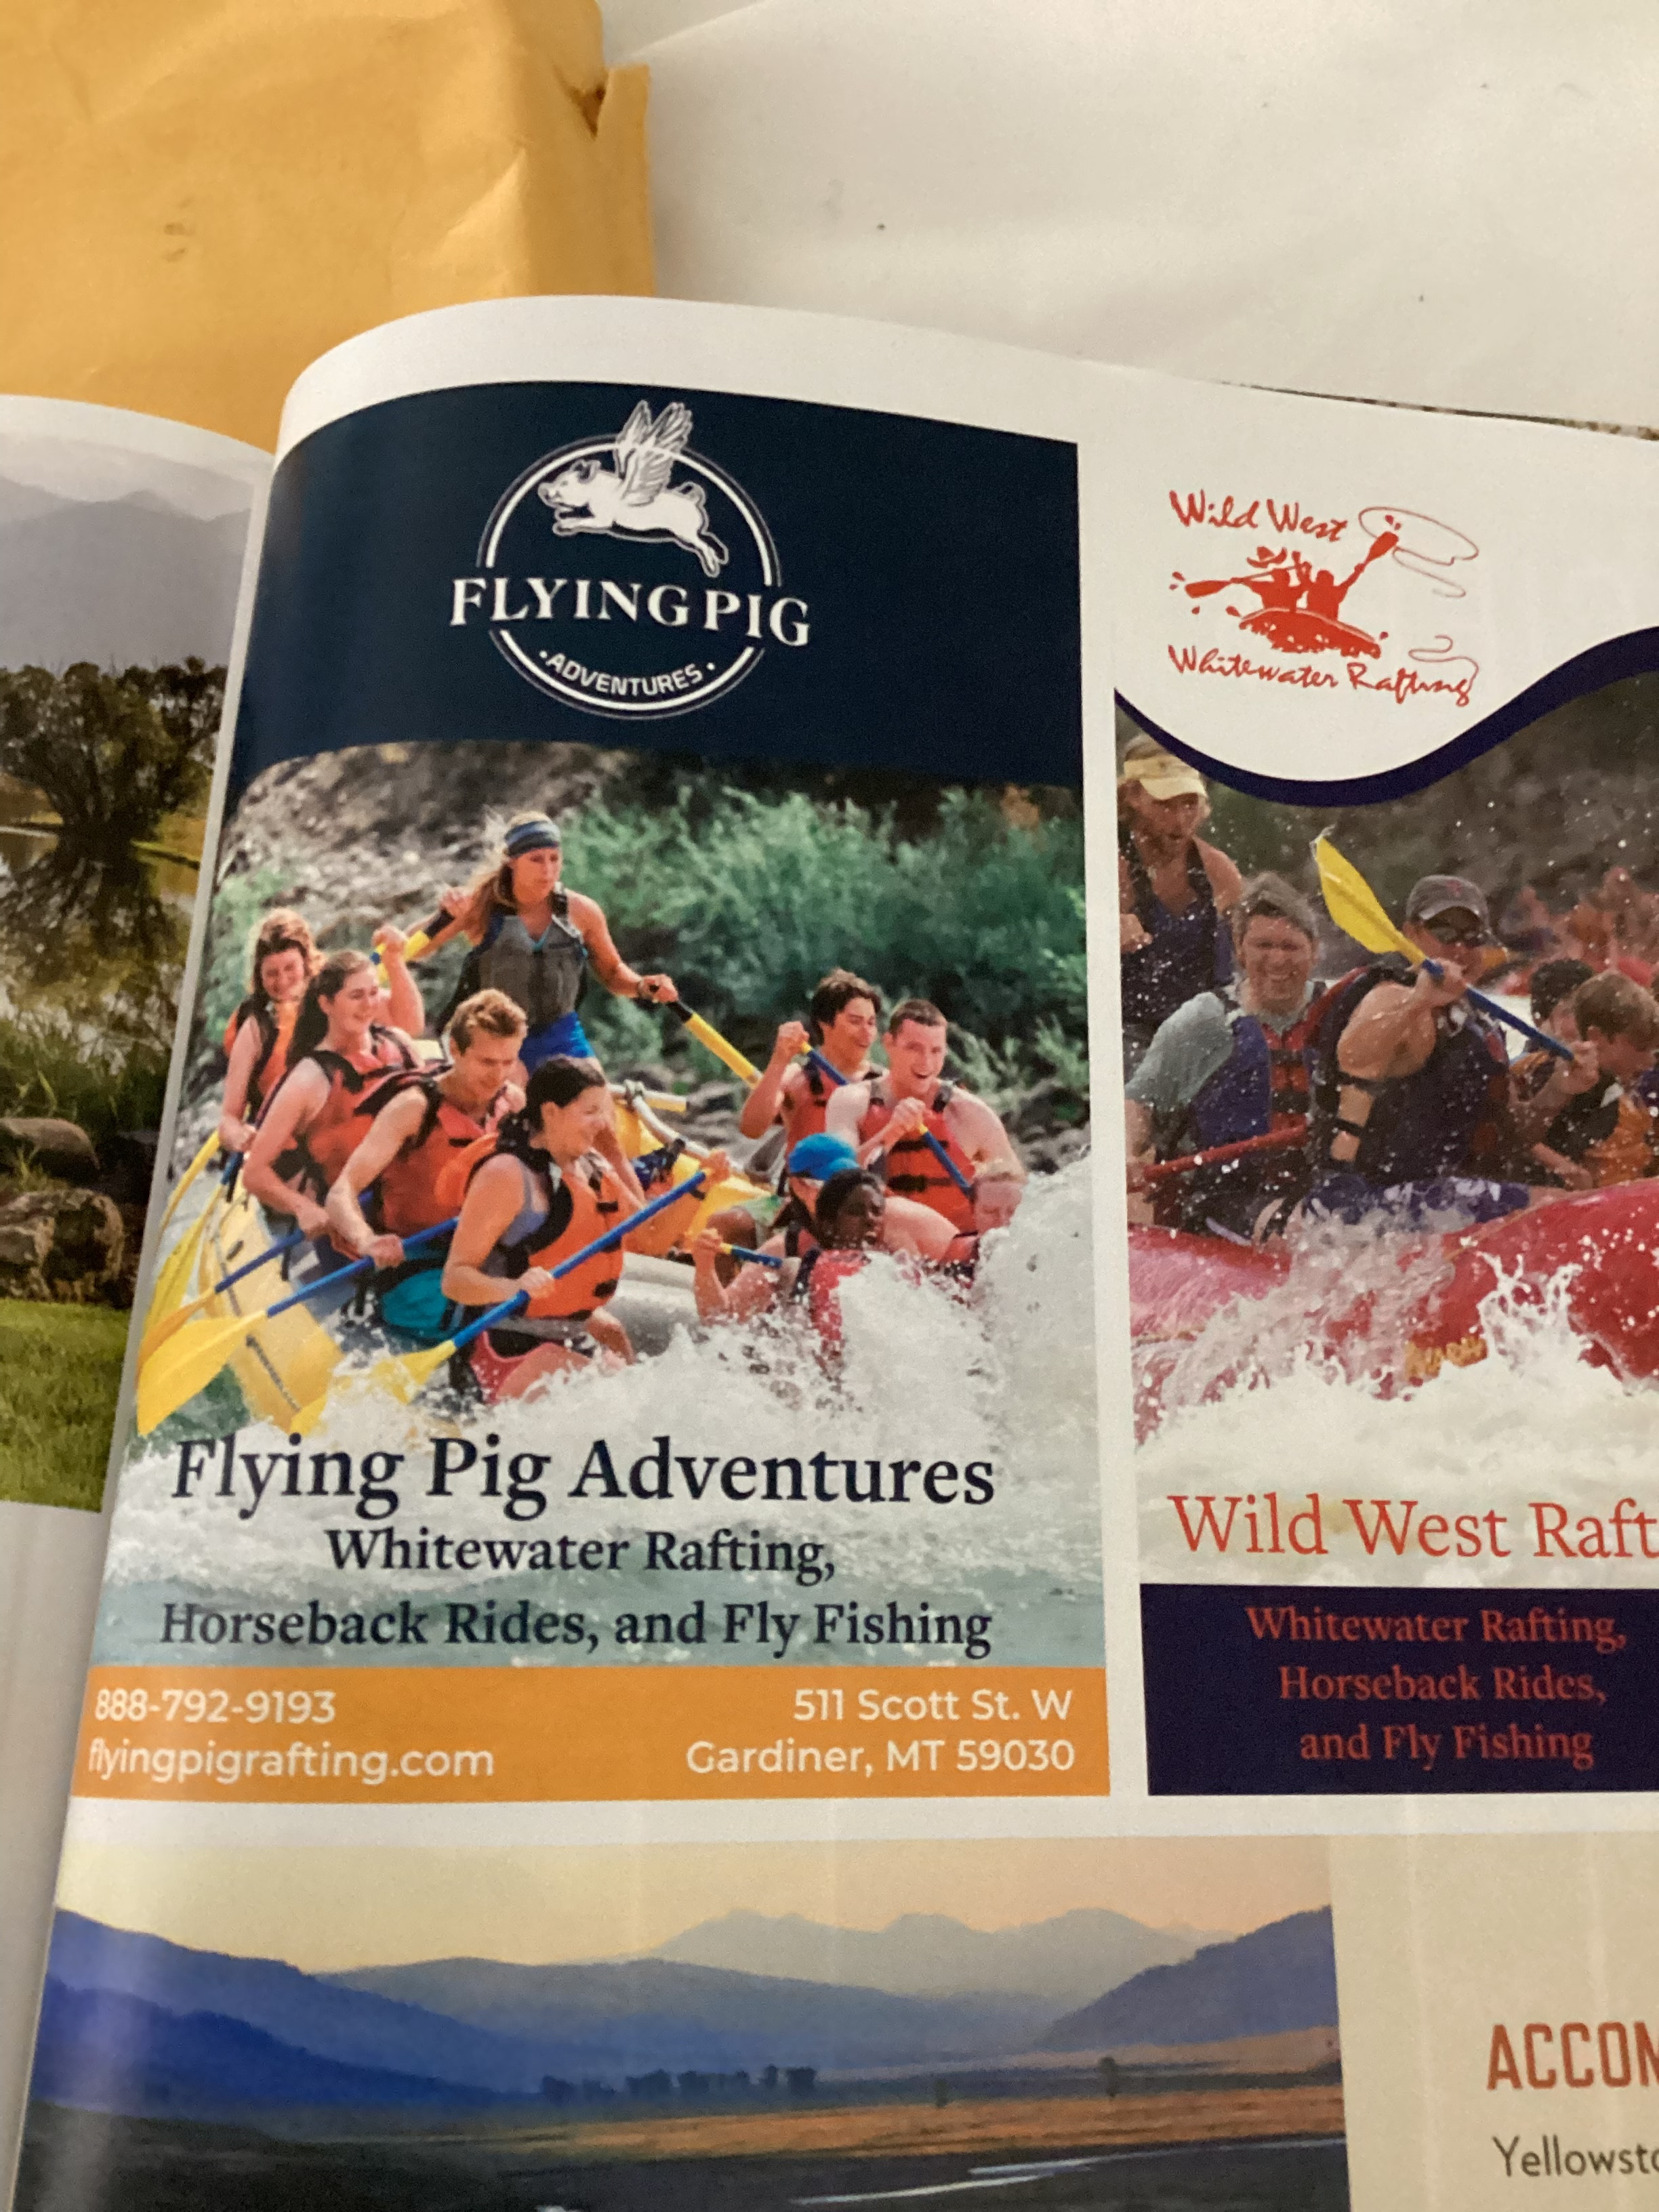 FLYING PIG
·ADVENTURES·
Flying Pig Adventures
Whitewater Rafting,
Horseback Rides, and Fly Fishing
888-792-9193
flyingpigrafting.com
511 Scott St. W
Gardiner, MT 59030
Wild West
Whitewater Rafting
Wild West Raft
Whitewater Rafting,
Horseback Rides,
and Fly Fishing
ACCOM
Yellowsto